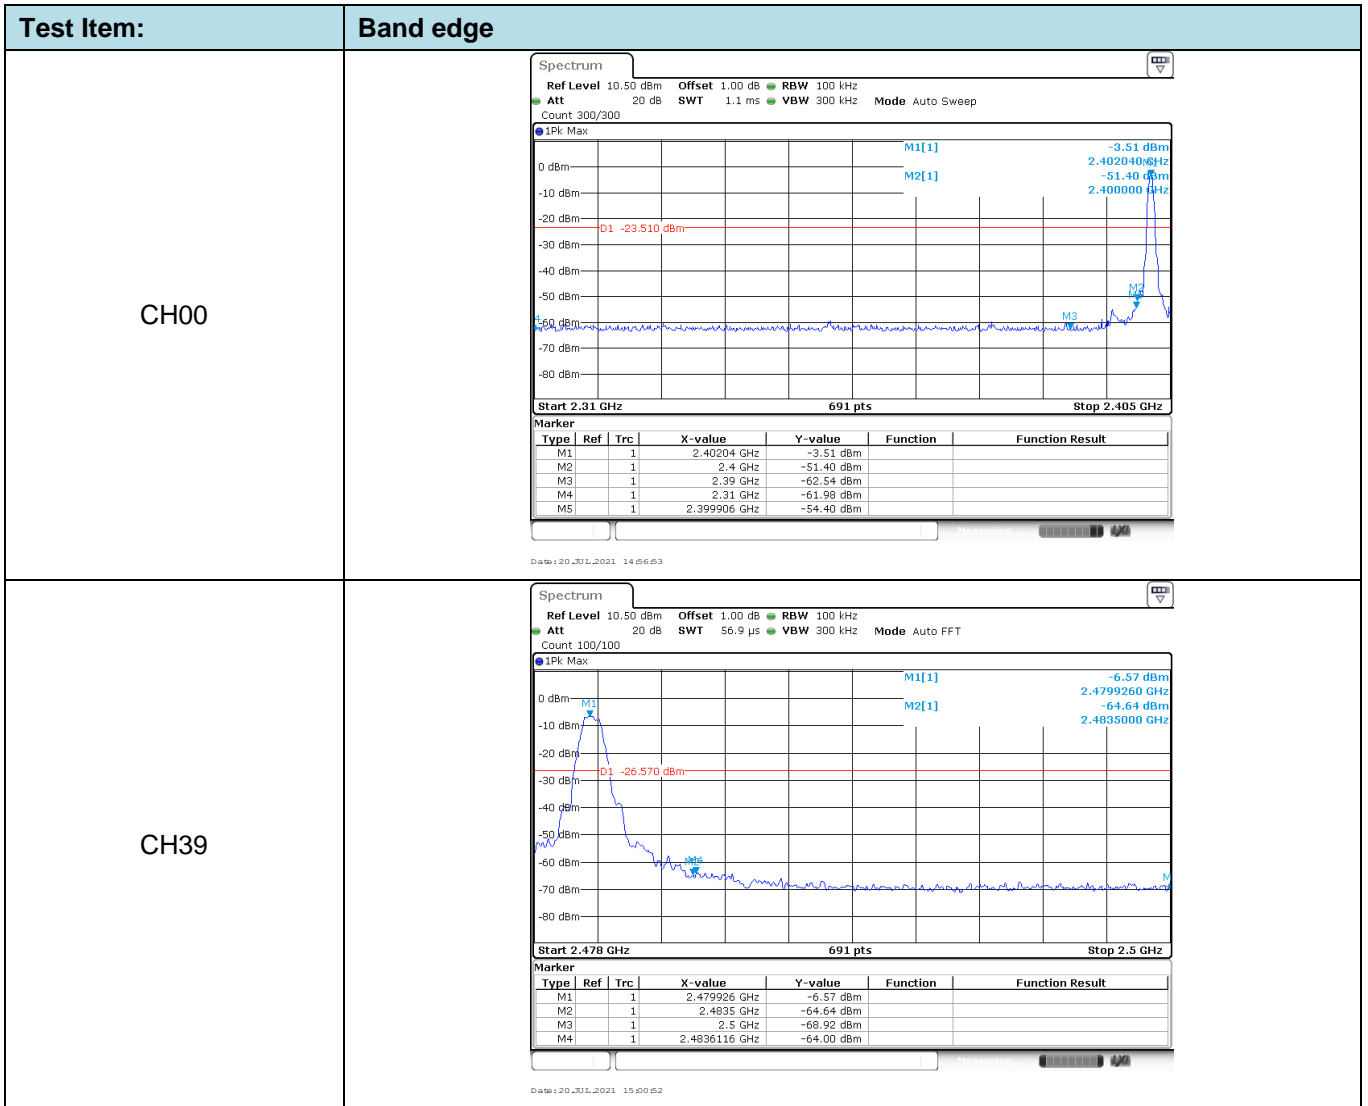 Test Item: Band edge
CH00
Spectrum
Ref Level 10.50 dBm Offset 1.00 dB RBW 100 kHz
Att 20 dB SWT 1.1 ms VBW 300 kHz Mode Auto Sweep
Count 300/300
1Pk Max
M1[1] -3.51 dBm
2.402040 GHz
M2[1] -51.40 dBm
2.400000 GHz
0 dBm
-10 dBm
-20 dBm
D1 -23.510 dBm
-30 dBm
-40 dBm
-50 dBm
M2
M3
-60 dBm
-70 dBm
-80 dBm
Start 2.31 GHz 691 pts Stop 2.405 GHz
Marker
Type Ref Trc X-value Y-value Function Function Result
M1 1 2.40204 GHz -3.51 dBm
M2 1 2.4 GHz -51.40 dBm
M3 1 2.39 GHz -62.54 dBm
M4 1 2.31 GHz -61.98 dBm
M5 1 2.399906 GHz -54.40 dBm
Measuring...
Date: 20.JUL.2021 14:56:53
CH39
Spectrum
Ref Level 10.50 dBm Offset 1.00 dB RBW 100 kHz
Att 20 dB SWT 56.9 µs VBW 300 kHz Mode Auto FFT
Count 100/100
1Pk Max
M1[1] -6.57 dBm
2.4799260 GHz
M2[1] -64.64 dBm
2.4835000 GHz
0 dBm
M1
-10 dBm
-20 dBm
D1 -26.570 dBm
-30 dBm
-40 dBm
-50 dBm
-60 dBm
-70 dBm
-80 dBm
Start 2.478 GHz 691 pts Stop 2.5 GHz
Marker
Type Ref Trc X-value Y-value Function Function Result
M1 1 2.479926 GHz -6.57 dBm
M2 1 2.4835 GHz -64.64 dBm
M3 1 2.5 GHz -68.92 dBm
M4 1 2.4836116 GHz -64.00 dBm
Measuring...
Date: 20.JUL.2021 15:00:52